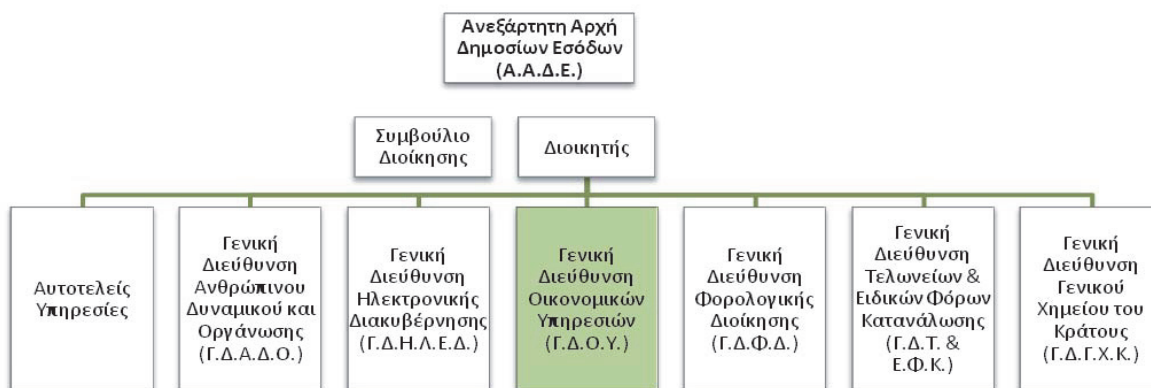 Ανεξάρτητη Αρχή
Δημοσίων Εσόδων
(Α.Α.Δ.Ε.)
Συμβούλιο
Διοίκησης
Διοικητής
Αυτοτελείς
Υπηρεσίες
Γενική
Διεύθυνση
Ανθρώπινου
Δυναμικού και
Οργάνωσης
(Γ.Δ.Α.Δ.Ο.)
Γενική
Διεύθυνση
Ηλεκτρονικής
Διακυβέρνησης
(Γ.Δ.Η.Λ.Ε.Δ.)
Γενική
Διεύθυνση
Οικονομικών
Υπηρεσιών
(Γ.Δ.Ο.Υ.)
Γενική
Διεύθυνση
Φορολογικής
Διοίκησης
(Γ.Δ.Φ.Δ.)
Γενική
Διεύθυνση
Τελωνείων &
Ειδικών Φόρων
Κατανάλωσης
(Γ.Δ.Τ. &
Ε.Φ.Κ.)
Γενική
Διεύθυνση
Γενικού
Χημείου του
Κράτους
(Γ.Δ.Γ.Χ.Κ.)